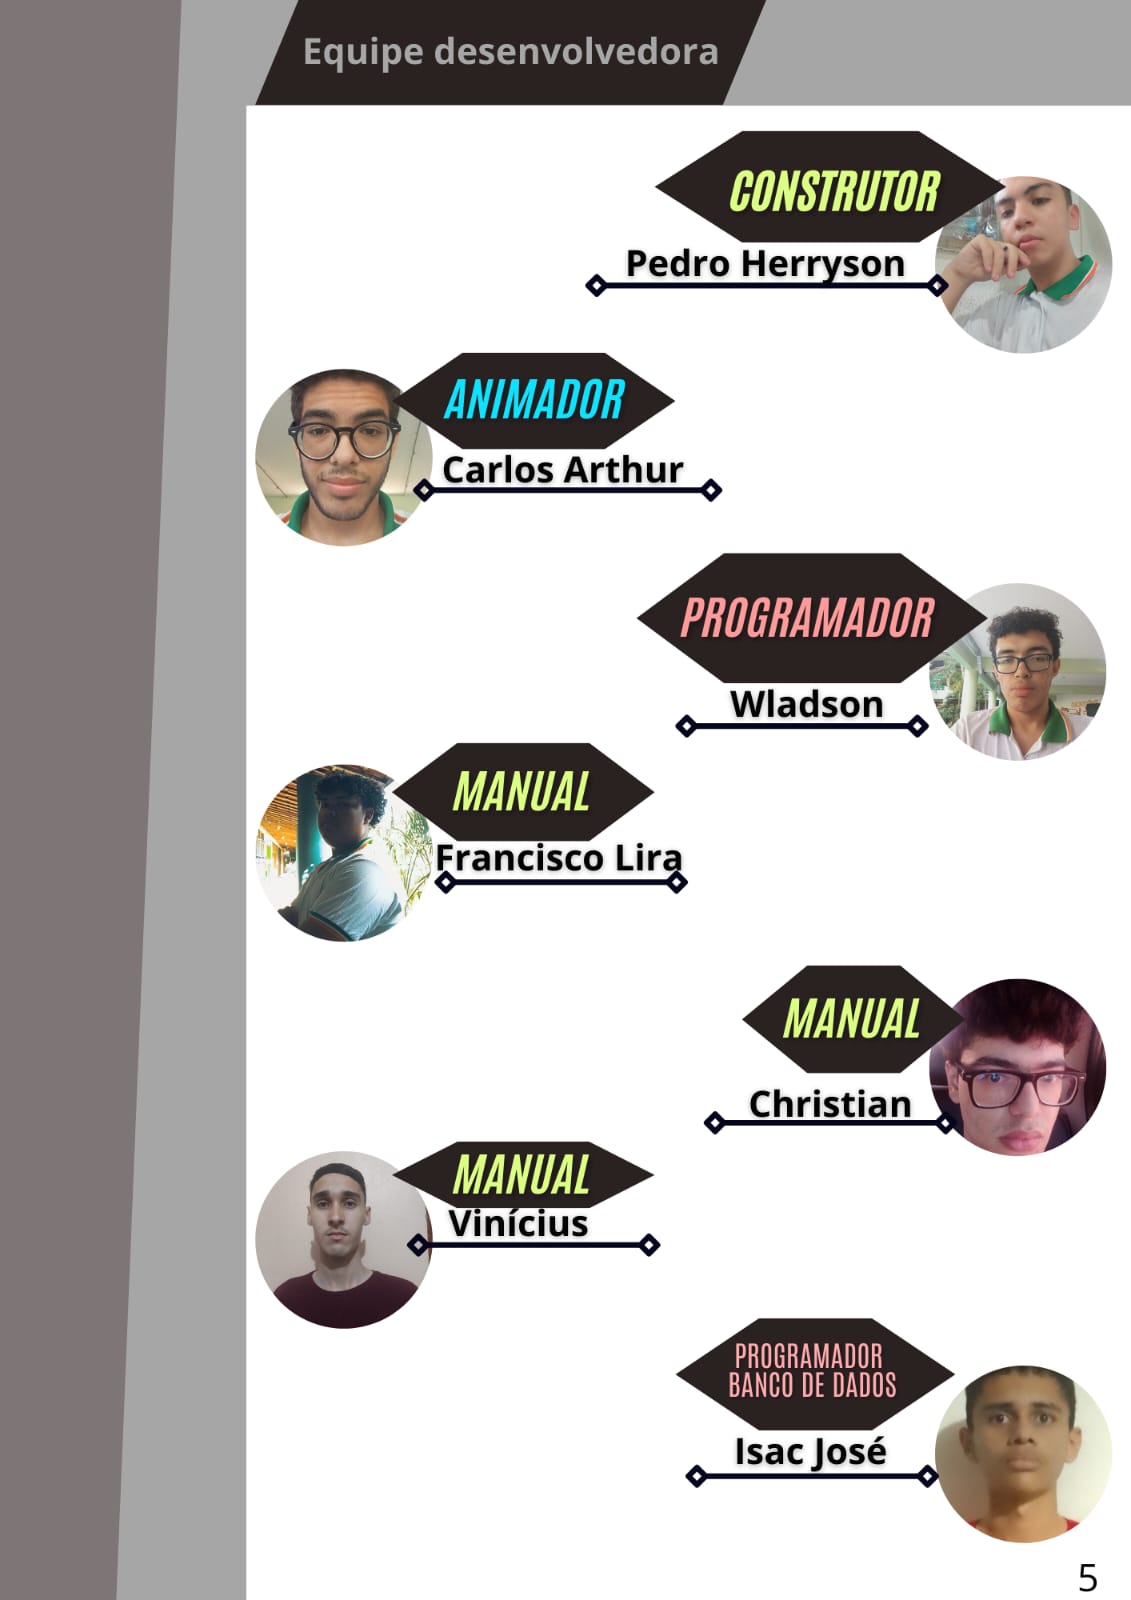 Equipe desenvolvedora
CONSTRUTOR
Pedro Herryson
ANIMADOR
Carlos Arthur
PROGRAMADOR
Wladson
MANUAL
Francisco Lira
MANUAL
Christian
MANUAL
Vinícius
PROGRAMADOR
BANCO DE DADOS
Isac José
5